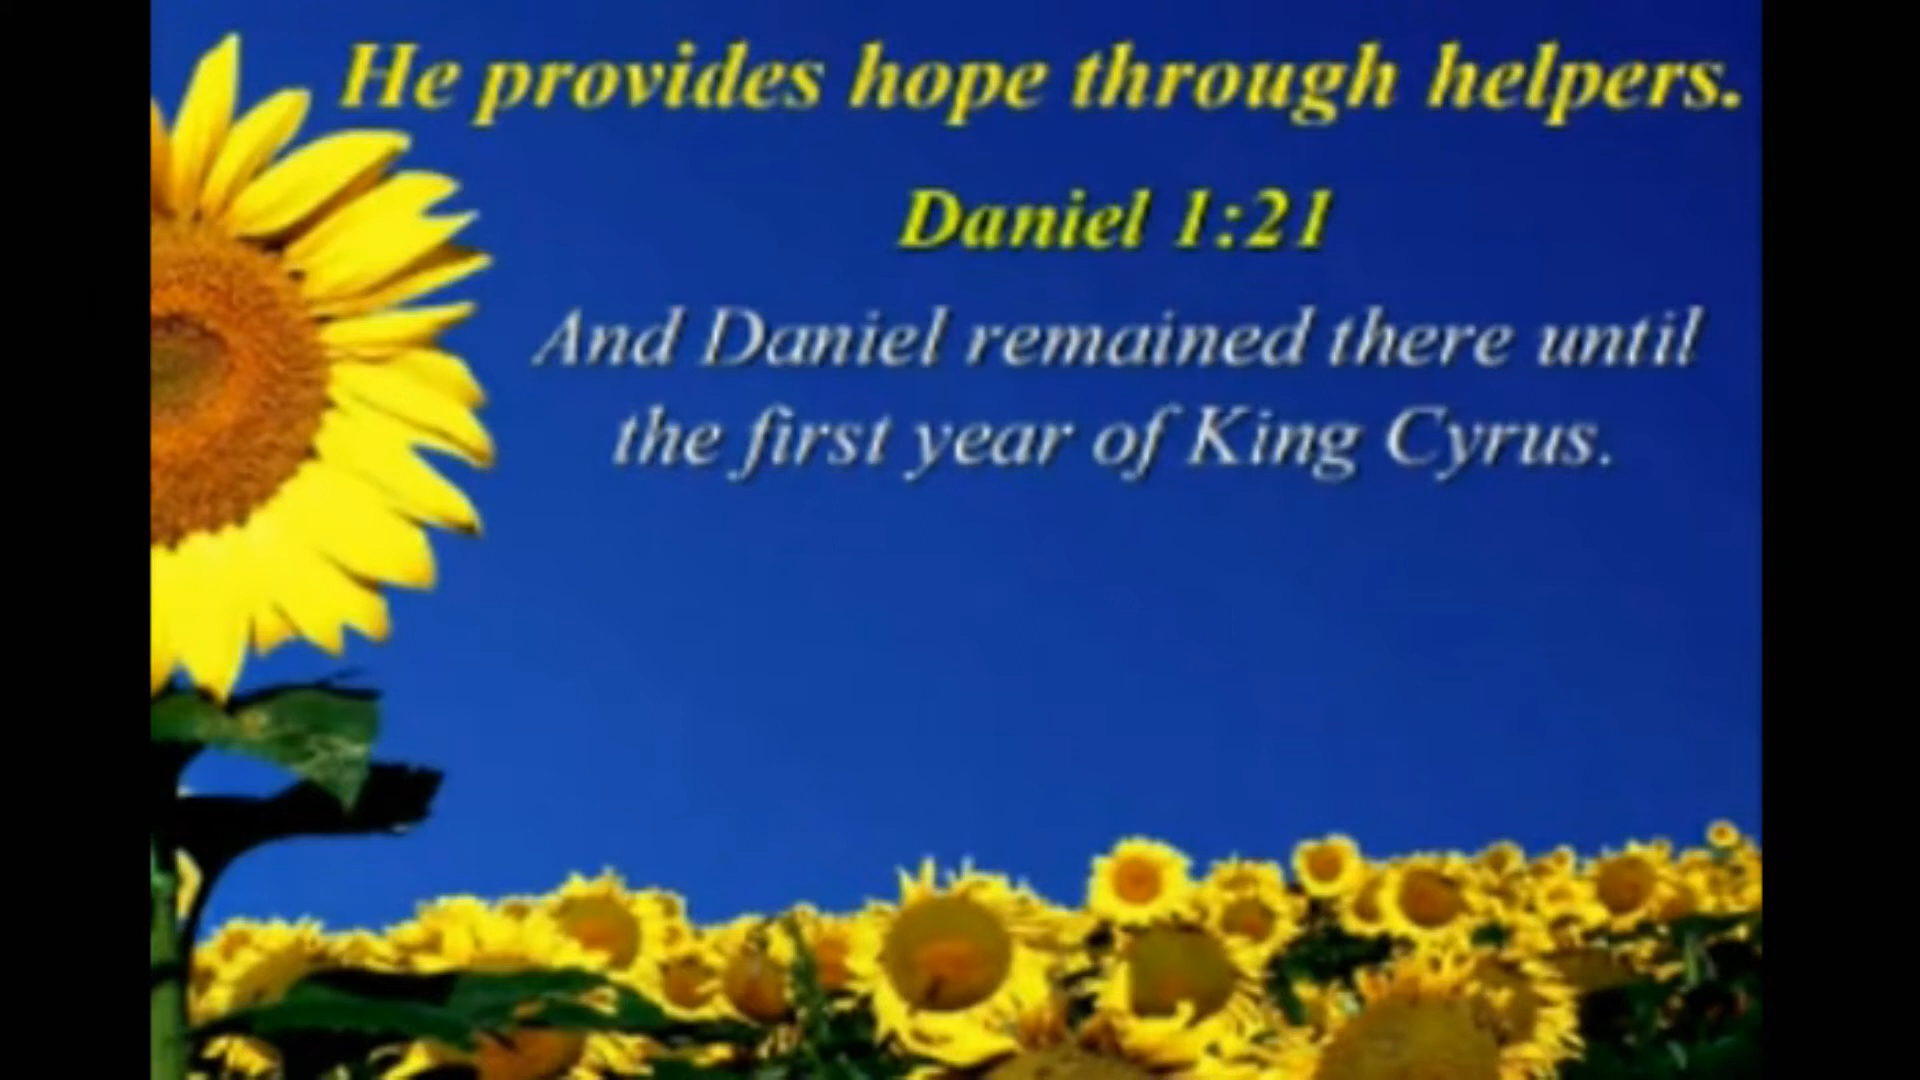 He provides hope through helpers.
Daniel 1:21
And Daniel remained there until
the first year of King Cyrus.